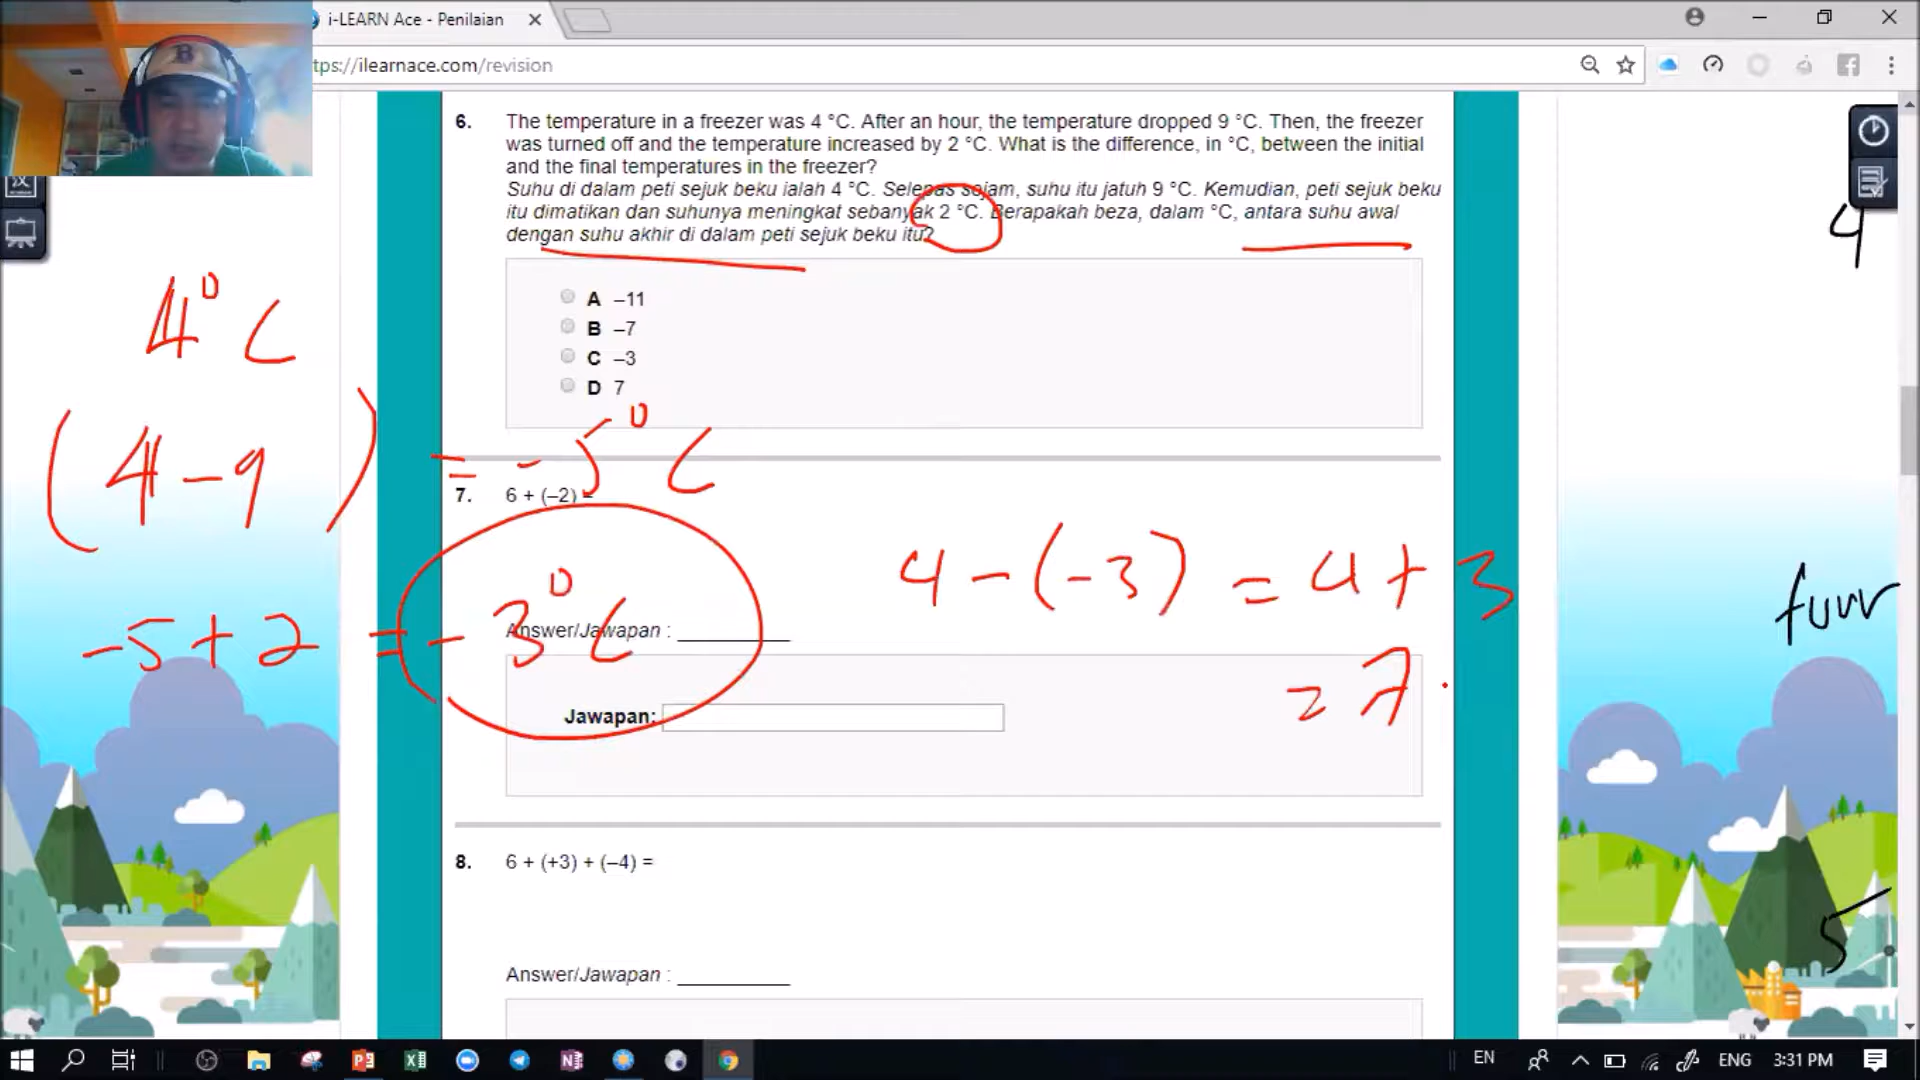 i-LEARN Ace - Penilaian
tps://ilearnace.com/revision
6. The temperature in a freezer was 4 °C. After an hour, the temperature dropped 9 °C. Then, the freezer
was turned off and the temperature increased by 2 °C. What is the difference, in °C, between the initial
and the final temperatures in the freezer?
Suhu di dalam peti sejuk beku ialah 4 °C. Selepas sejam, suhu itu jatuh 9 °C. Kemudian, peti sejuk beku
itu dimatikan dan suhunya meningkat sebanyak 2 °C. Berapakah beza, dalam °C, antara suhu awal
dengan suhu akhir di dalam peti sejuk beku itu?
4
4°C
A –11
B –7
C –3
D 7
(4 – 9) = -5°C
7. 6 + (–2) =
4 – (-3) = 4 + 3
= 7
-5 + 2 = -3°C
Answer/Jawapan :
Jawapan:
8. 6 + (+3) + (–4) =
5
Answer/Jawapan :
EN
ENG
3:31 PM